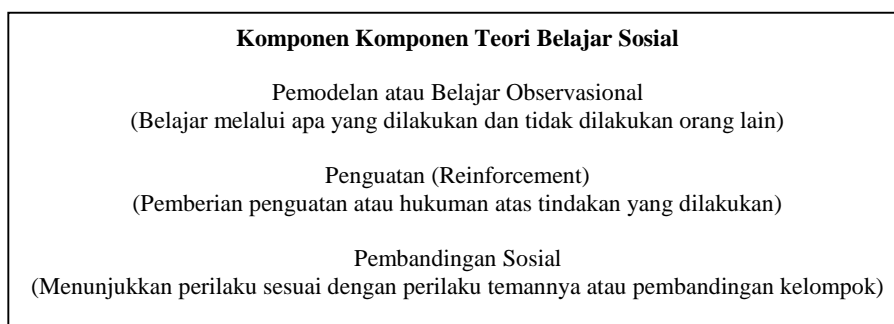 Komponen Komponen Teori Belajar Sosial
Pemodelan atau Belajar Observasional
(Belajar melalui apa yang dilakukan dan tidak dilakukan orang lain)
Penguatan (Reinforcement)
(Pemberian penguatan atau hukuman atas tindakan yang dilakukan)
Pembandingan Sosial
(Menunjukkan perilaku sesuai dengan perilaku temannya atau pembandingan kelompok)